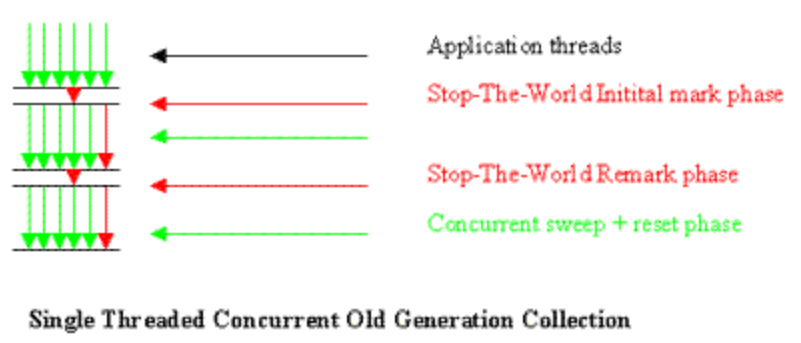 Application threads
Stop-The-World Initital mark phase
Stop-The-World Remark phase
Concurrent sweep + reset phase
Single Threaded Concurrent Old Generation Collection